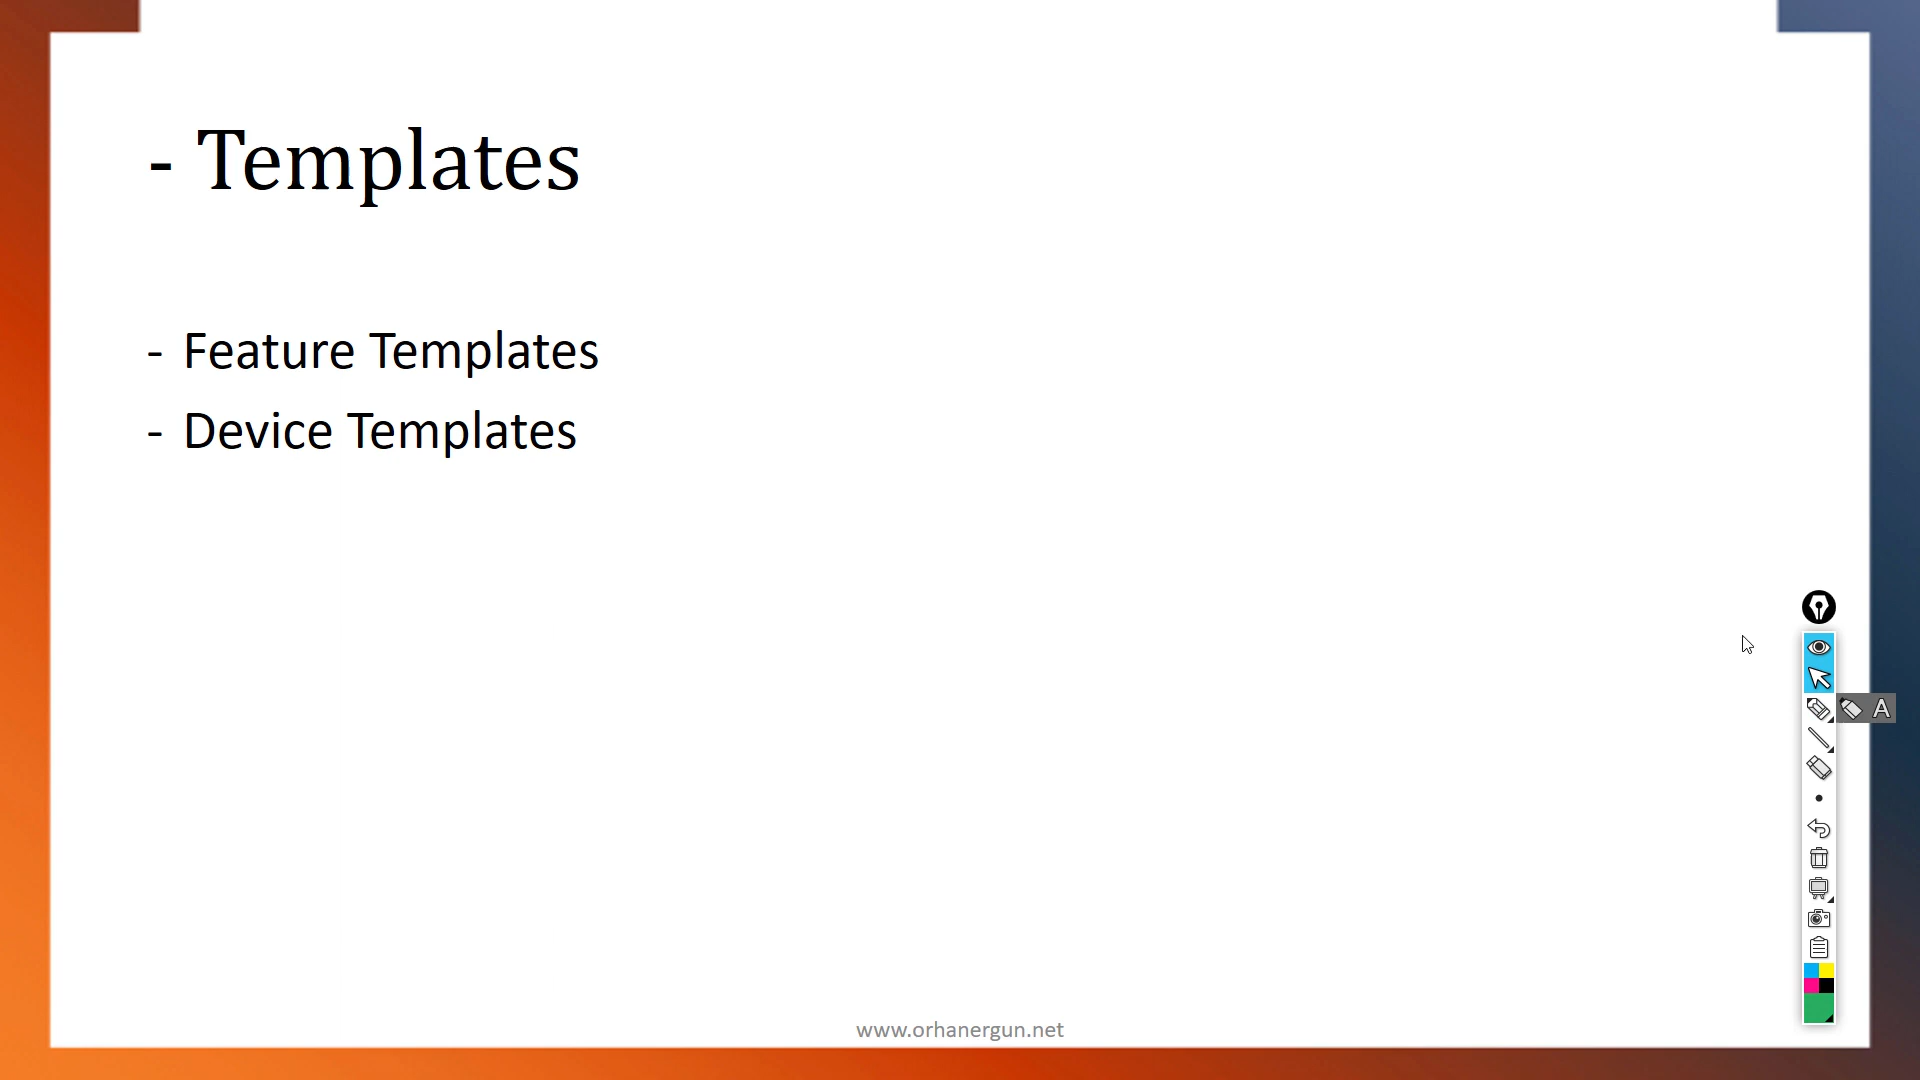 - Templates
- Feature Templates
- Device Templates
A
www.orhanergun.net